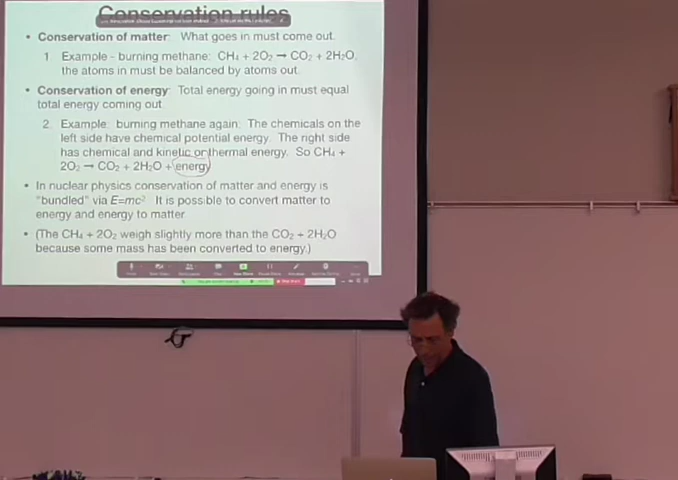 Conservation rules
• Conservation of matter: What goes in must come out.
1. Example - burning methane: CH₄ + 2O₂ → CO₂ + 2H₂O,
the atoms in must be balanced by atoms out.
• Conservation of energy: Total energy going in must equal
total energy coming out.
2. Example: burning methane again: The chemicals on the
left side have chemical potential energy. The right side
has chemical and kinetic or thermal energy. So CH₄ +
2O₂ → CO₂ + 2H₂O + energy
• In nuclear physics conservation of matter and energy is
"bundled" via E=mc² It is possible to convert matter to
energy and energy to matter
• (The CH₄ + 2O₂ weigh slightly more than the CO₂ + 2H₂O
because some mass has been converted to energy.)